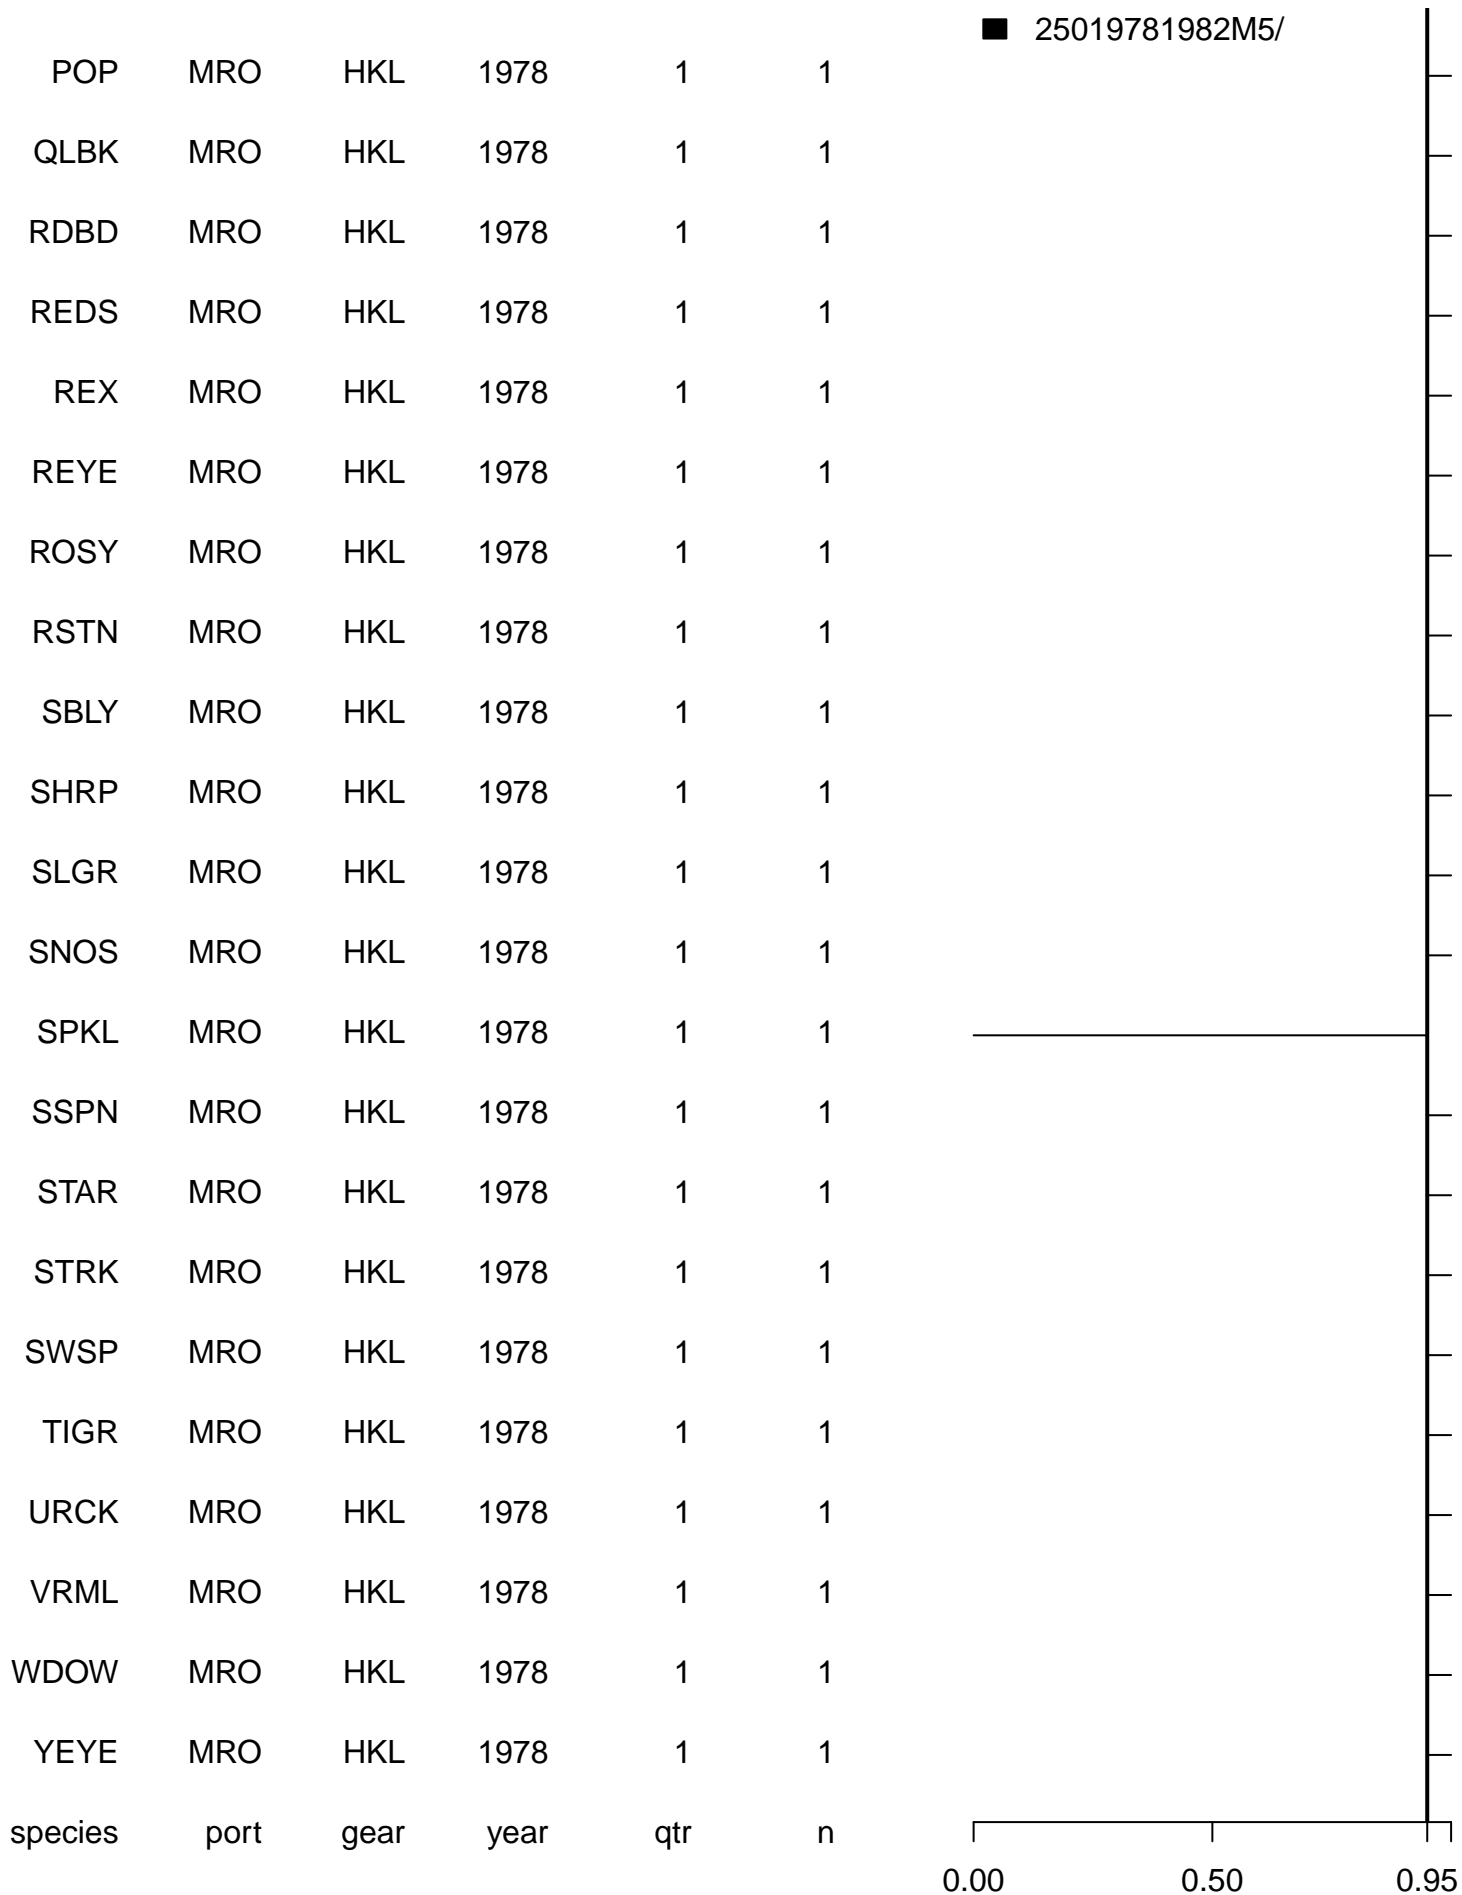 25019781982M5/
POP MRO HKL 1978 1 1
QLBK MRO HKL 1978 1 1
RDBD MRO HKL 1978 1 1
REDS MRO HKL 1978 1 1
REX MRO HKL 1978 1 1
REYE MRO HKL 1978 1 1
ROSY MRO HKL 1978 1 1
RSTN MRO HKL 1978 1 1
SBLY MRO HKL 1978 1 1
SHRP MRO HKL 1978 1 1
SLGR MRO HKL 1978 1 1
SNOS MRO HKL 1978 1 1
SPKL MRO HKL 1978 1 1
SSPN MRO HKL 1978 1 1
STAR MRO HKL 1978 1 1
STRK MRO HKL 1978 1 1
SWSP MRO HKL 1978 1 1
TIGR MRO HKL 1978 1 1
URCK MRO HKL 1978 1 1
VRML MRO HKL 1978 1 1
WDOW MRO HKL 1978 1 1
YEYE MRO HKL 1978 1 1
species port gear year qtr n
0.00 0.50 0.95